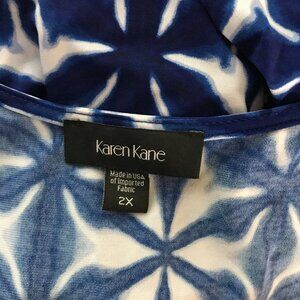 Karen Kane
Made in USA
of Imported
Fabric
2X